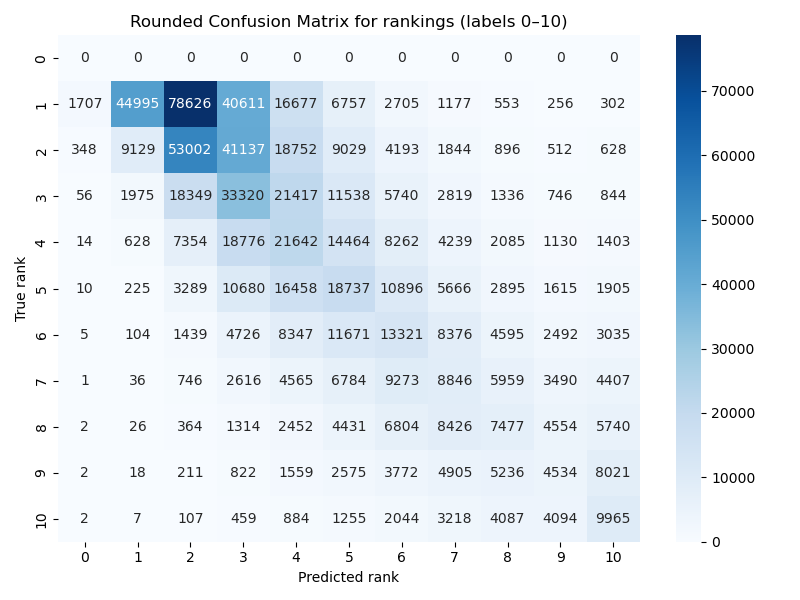 Rounded Confusion Matrix for rankings (labels 0–10)
0 0 0 0 0 0 0 0 0 0 0 0
1 1707 44995 78626 40611 16677 6757 2705 1177 553 256 302
2 348 9129 53002 41137 18752 9029 4193 1844 896 512 628
3 56 1975 18349 33320 21417 11538 5740 2819 1336 746 844
4 14 628 7354 18776 21642 14464 8262 4239 2085 1130 1403
5 10 225 3289 10680 16458 18737 10896 5666 2895 1615 1905
6 5 104 1439 4726 8347 11671 13321 8376 4595 2492 3035
7 1 36 746 2616 4565 6784 9273 8846 5959 3490 4407
8 2 26 364 1314 2452 4431 6804 8426 7477 4554 5740
9 2 18 211 822 1559 2575 3772 4905 5236 4534 8021
10 2 7 107 459 884 1255 2044 3218 4087 4094 9965
0 1 2 3 4 5 6 7 8 9 10
Predicted rank
True rank
70000
60000
50000
40000
30000
20000
10000
0